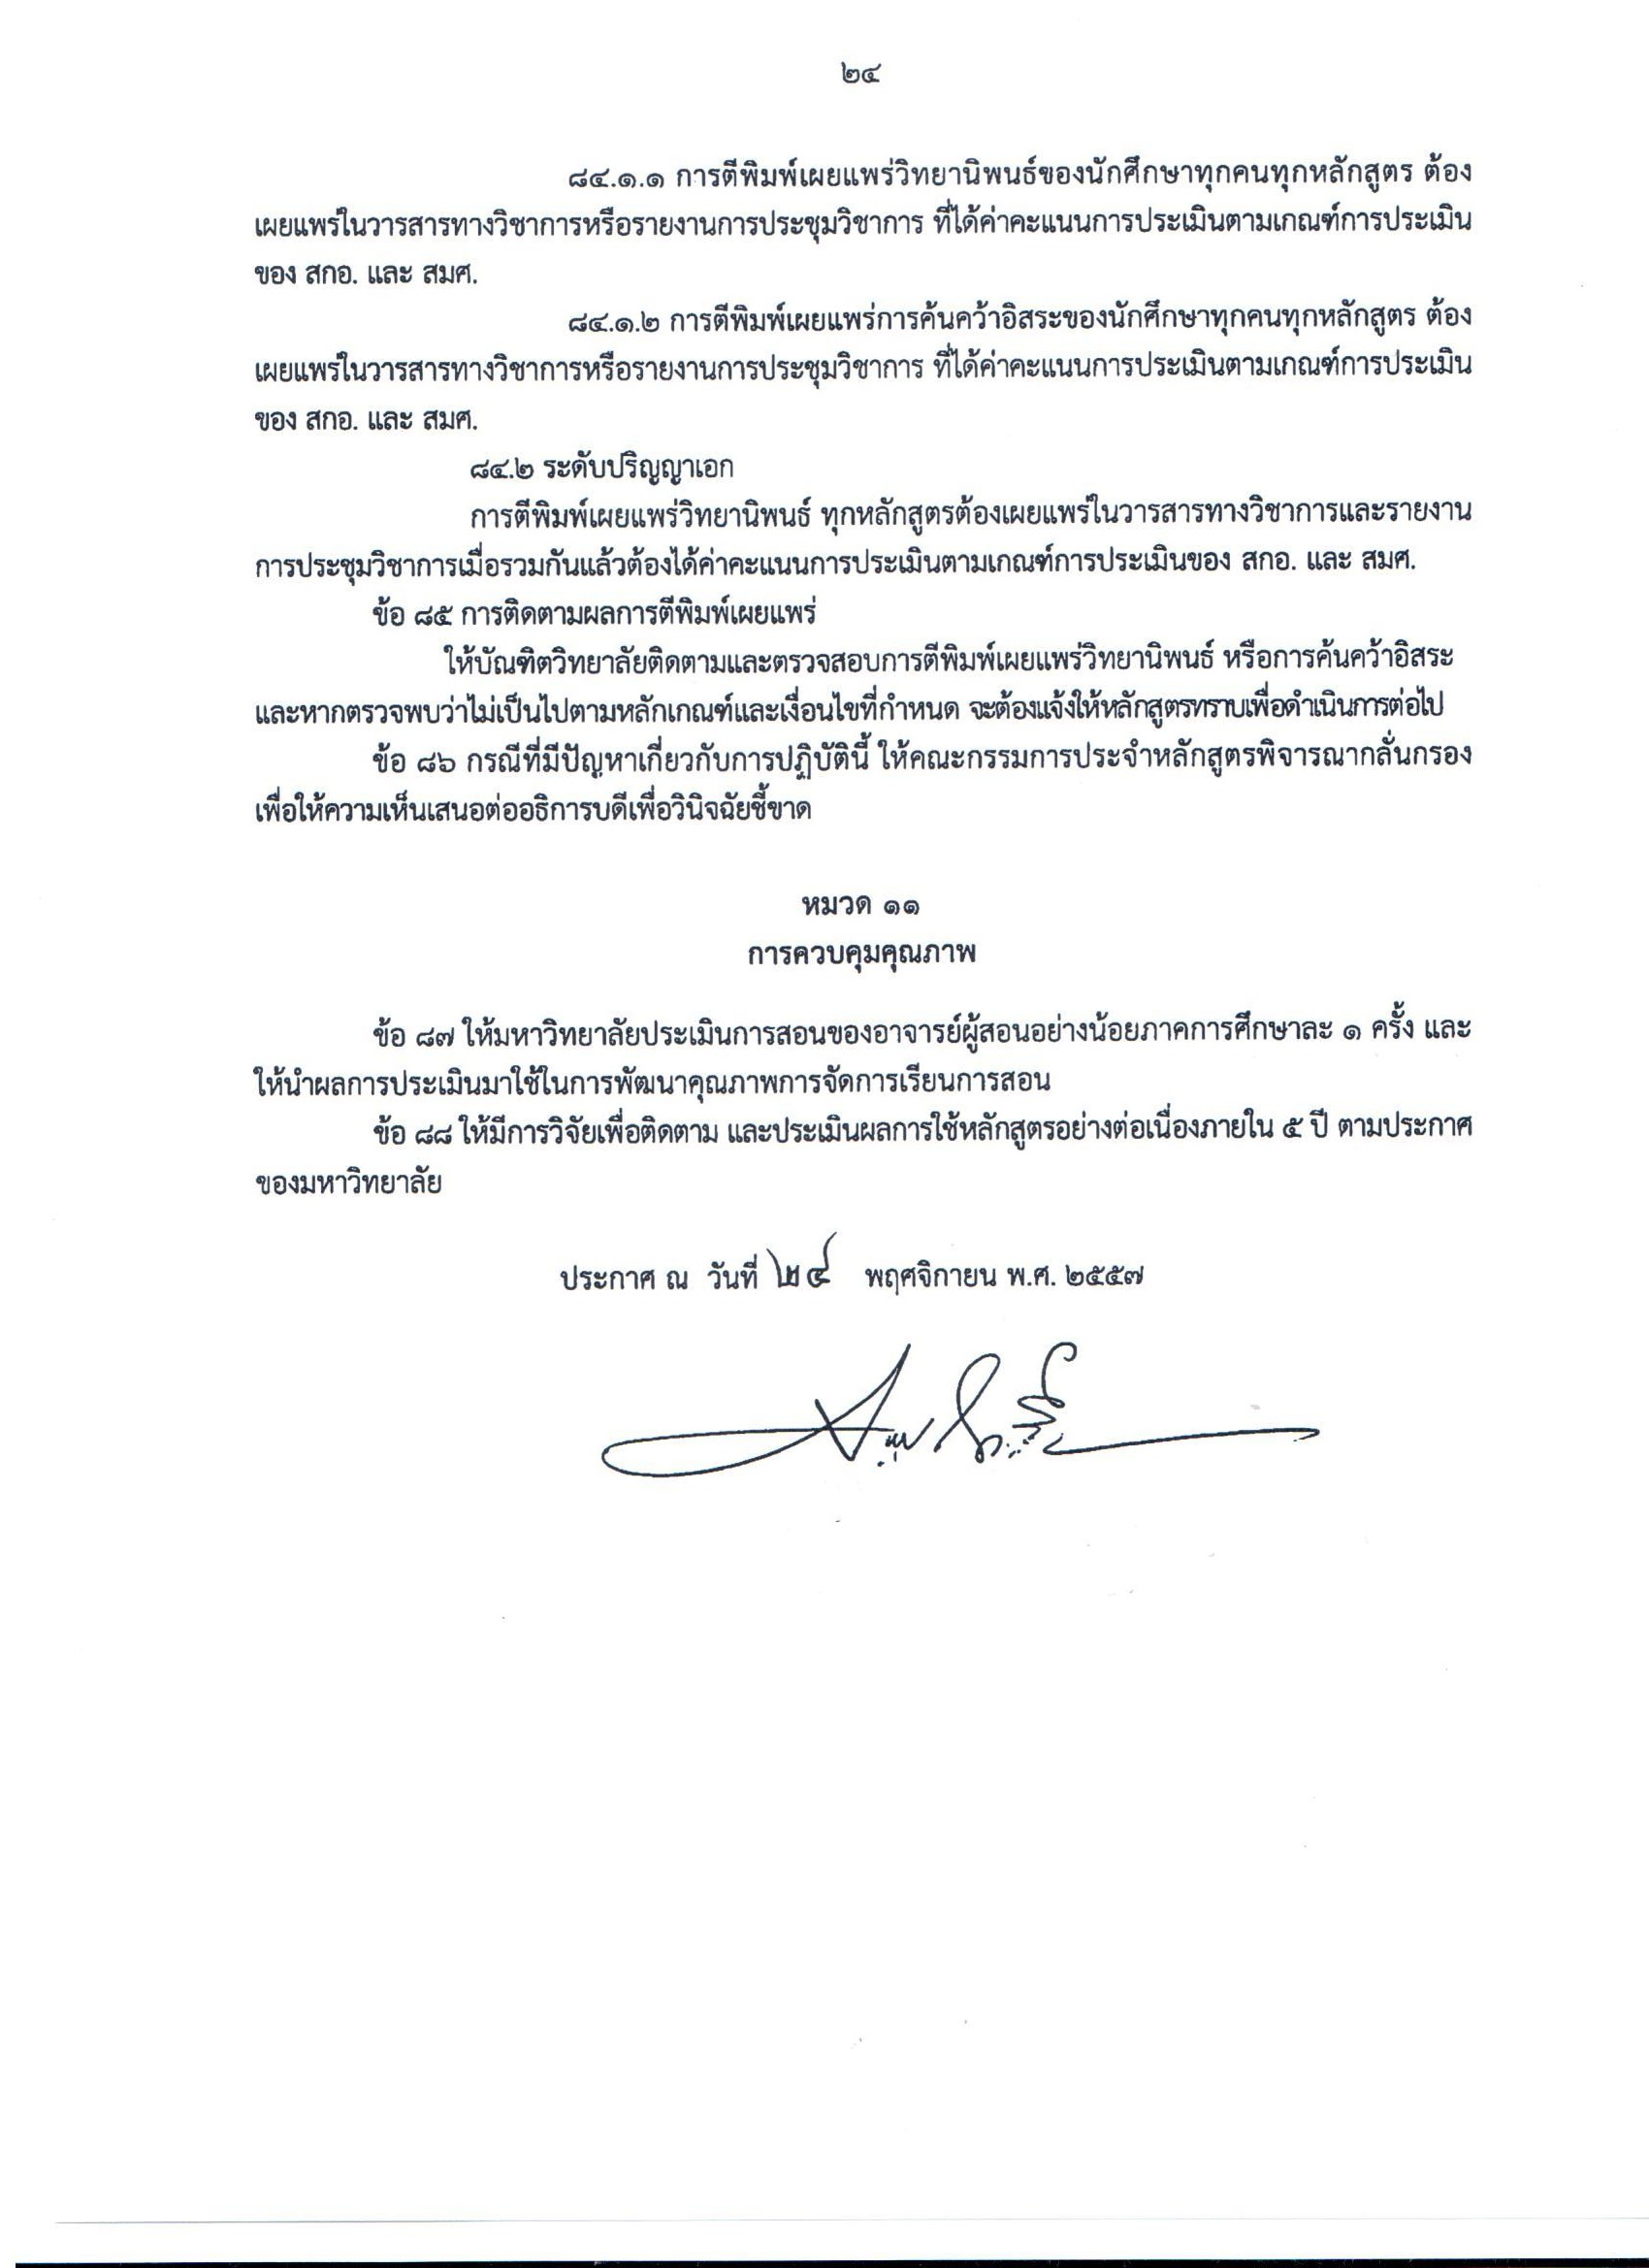 ๒๔
๘๔.๑.๑ การตีพิมพ์เผยแพร่วิทยานิพนธ์ของนักศึกษาทุกคนทุกหลักสูตร ต้อง
เผยแพร่ในวารสารทางวิชาการหรือรายงานการประชุมวิชาการ ที่ได้ค่าคะแนนการประเมินตามเกณฑ์การประเมิน
ของ สกอ. และ สมศ.
๘๔.๑.๒ การตีพิมพ์เผยแพร่การค้นคว้าอิสระของนักศึกษาทุกคนทุกหลักสูตร ต้อง
เผยแพร่ในวารสารทางวิชาการหรือรายงานการประชุมวิชาการ ที่ได้ค่าคะแนนการประเมินตามเกณฑ์การประเมิน
ของ สกอ. และ สมศ.
๘๔.๒ ระดับปริญญาเอก
การตีพิมพ์เผยแพร่วิทยานิพนธ์ ทุกหลักสูตรต้องเผยแพร่ในวารสารทางวิชาการและรายงาน
การประชุมวิชาการเมื่อรวมกันแล้วต้องได้ค่าคะแนนการประเมินตามเกณฑ์การประเมินของ สกอ. และ สมศ.
ข้อ ๘๕ การติดตามผลการตีพิมพ์เผยแพร่
ให้บัณฑิตวิทยาลัยติดตามและตรวจสอบการตีพิมพ์เผยแพร่วิทยานิพนธ์ หรือการค้นคว้าอิสระ
และหากตรวจพบว่าไม่เป็นไปตามหลักเกณฑ์และเงื่อนไขที่กำหนด จะต้องแจ้งให้หลักสูตรทราบเพื่อดำเนินการต่อไป
ข้อ ๘๖ กรณีที่มีปัญหาเกี่ยวกับการปฏิบัตินี้ ให้คณะกรรมการประจำหลักสูตรพิจารณากลั่นกรอง
เพื่อให้ความเห็นเสนอต่ออธิการบดีเพื่อวินิจฉัยชี้ขาด
หมวด ๑๑
การควบคุมคุณภาพ
ข้อ ๘๗ ให้มหาวิทยาลัยประเมินการสอนของอาจารย์ผู้สอนอย่างน้อยภาคการศึกษาละ ๑ ครั้ง และ
ให้นำผลการประเมินมาใช้ในการพัฒนาคุณภาพการจัดการเรียนการสอน
ข้อ ๘๘ ให้มีการวิจัยเพื่อติดตาม และประเมินผลการใช้หลักสูตรอย่างต่อเนื่องภายใน ๕ ปี ตามประกาศ
ของมหาวิทยาลัย
ประกาศ ณ วันที่ ๒๔ พฤศจิกายน พ.ศ. ๒๕๕๗